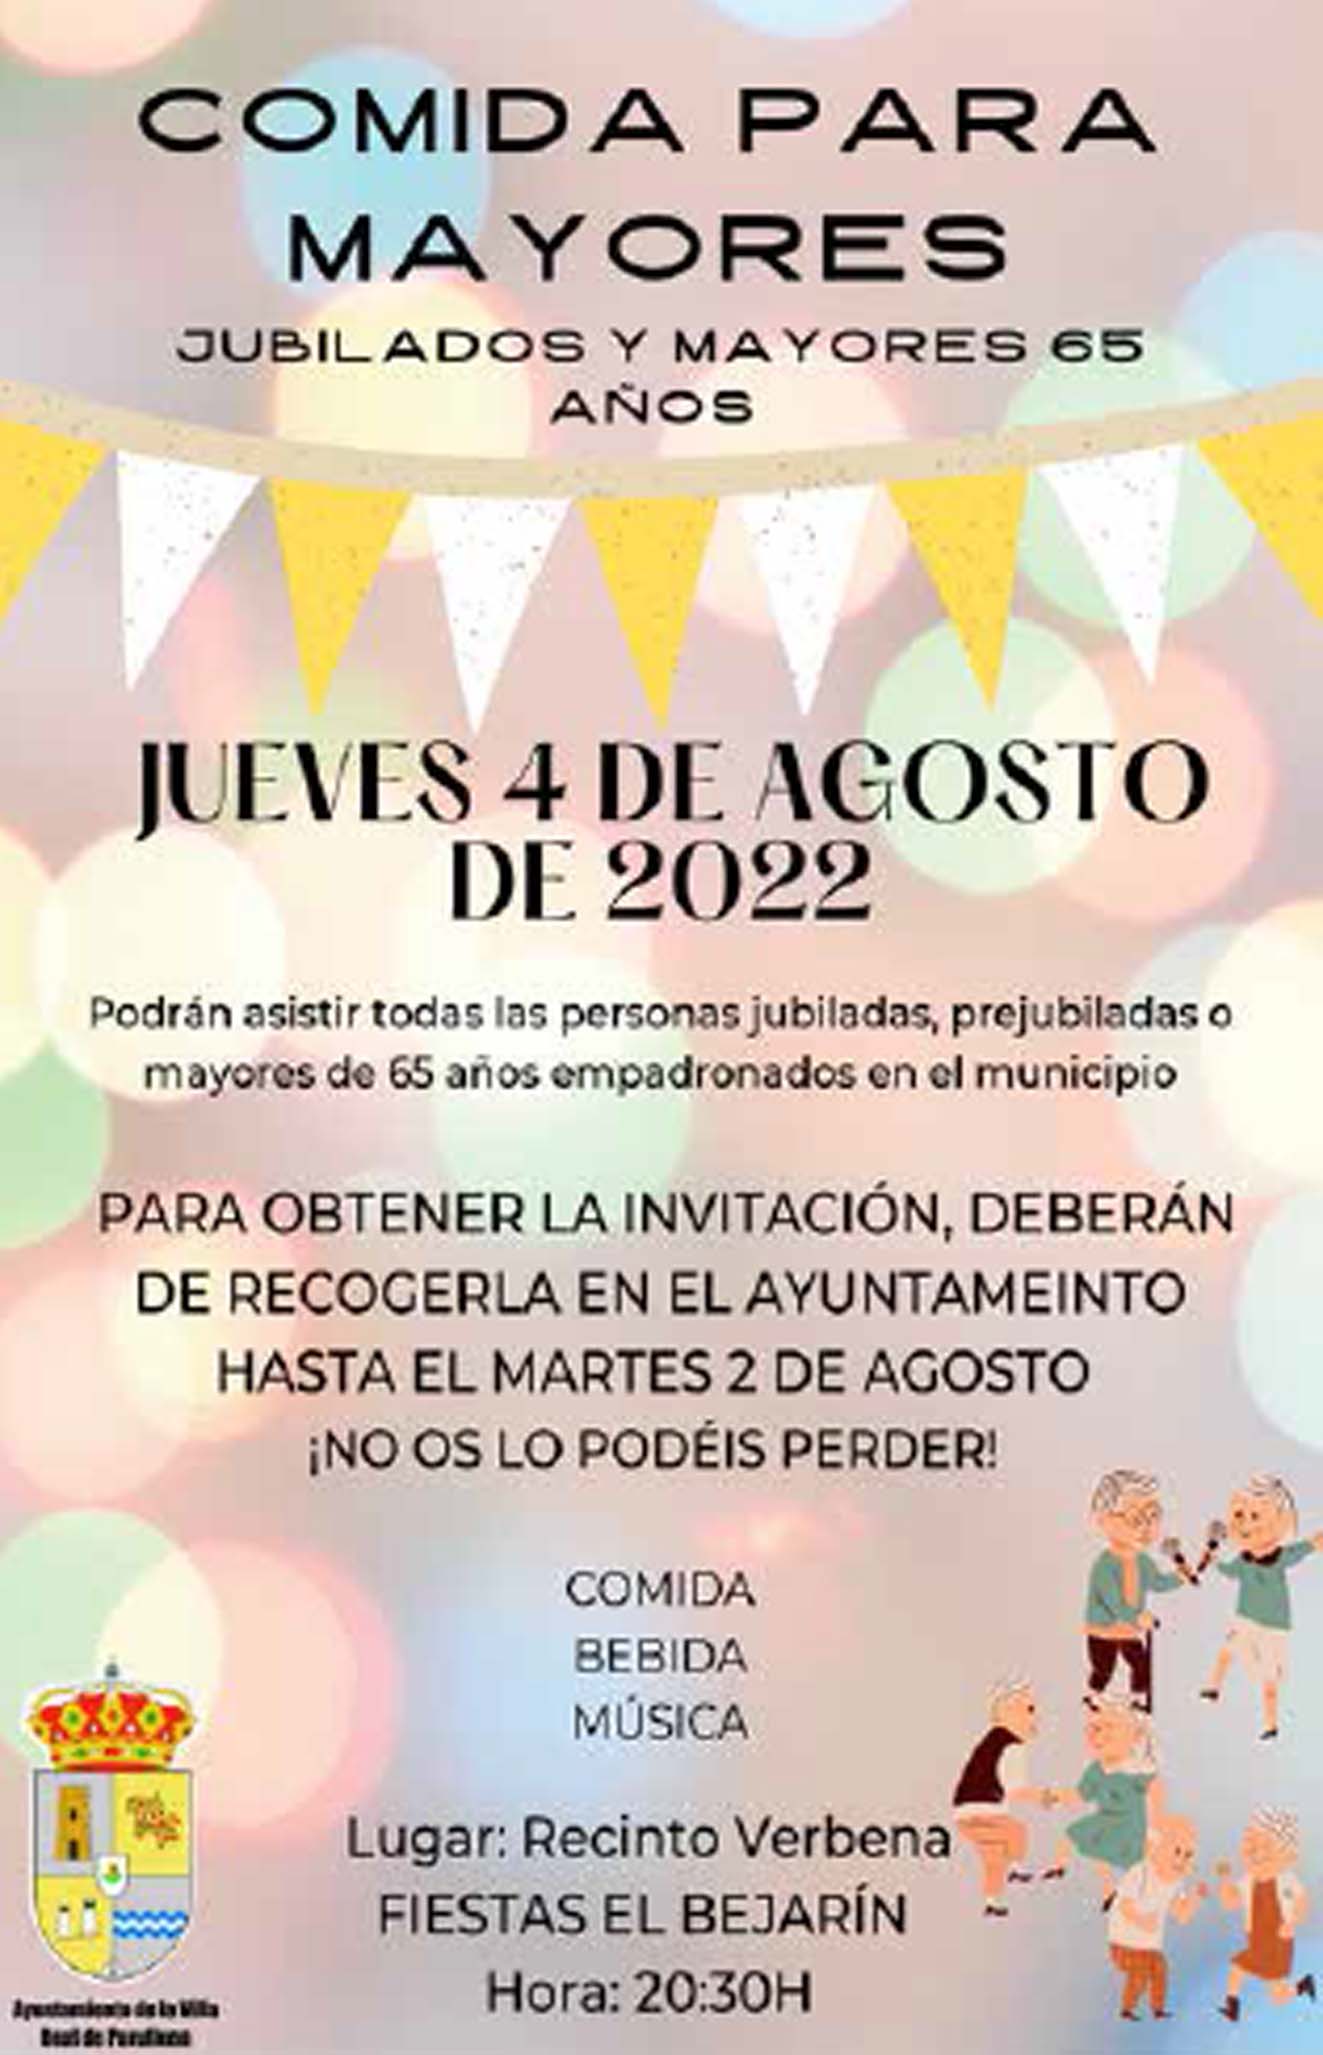 COMIDA PARA
MAYORES
JUBILADOS Y MAYORES 65
AÑOS
JUEVES 4 DE AGOSTO
DE 2022
Podrán asistir todas las personas jubiladas, prejubiladas o
mayores de 65 años empadronados en el municipio
PARA OBTENER LA INVITACIÓN, DEBERÁN
DE RECOGERLA EN EL AYUNTAMEINTO
HASTA EL MARTES 2 DE AGOSTO
¡NO OS LO PODÉIS PERDER!
COMIDA
BEBIDA
MÚSICA
Lugar: Recinto Verbena
FIESTAS EL BEJARÍN
Hora: 20:30H
Ayuntamiento de la Villa
Real de Purullena